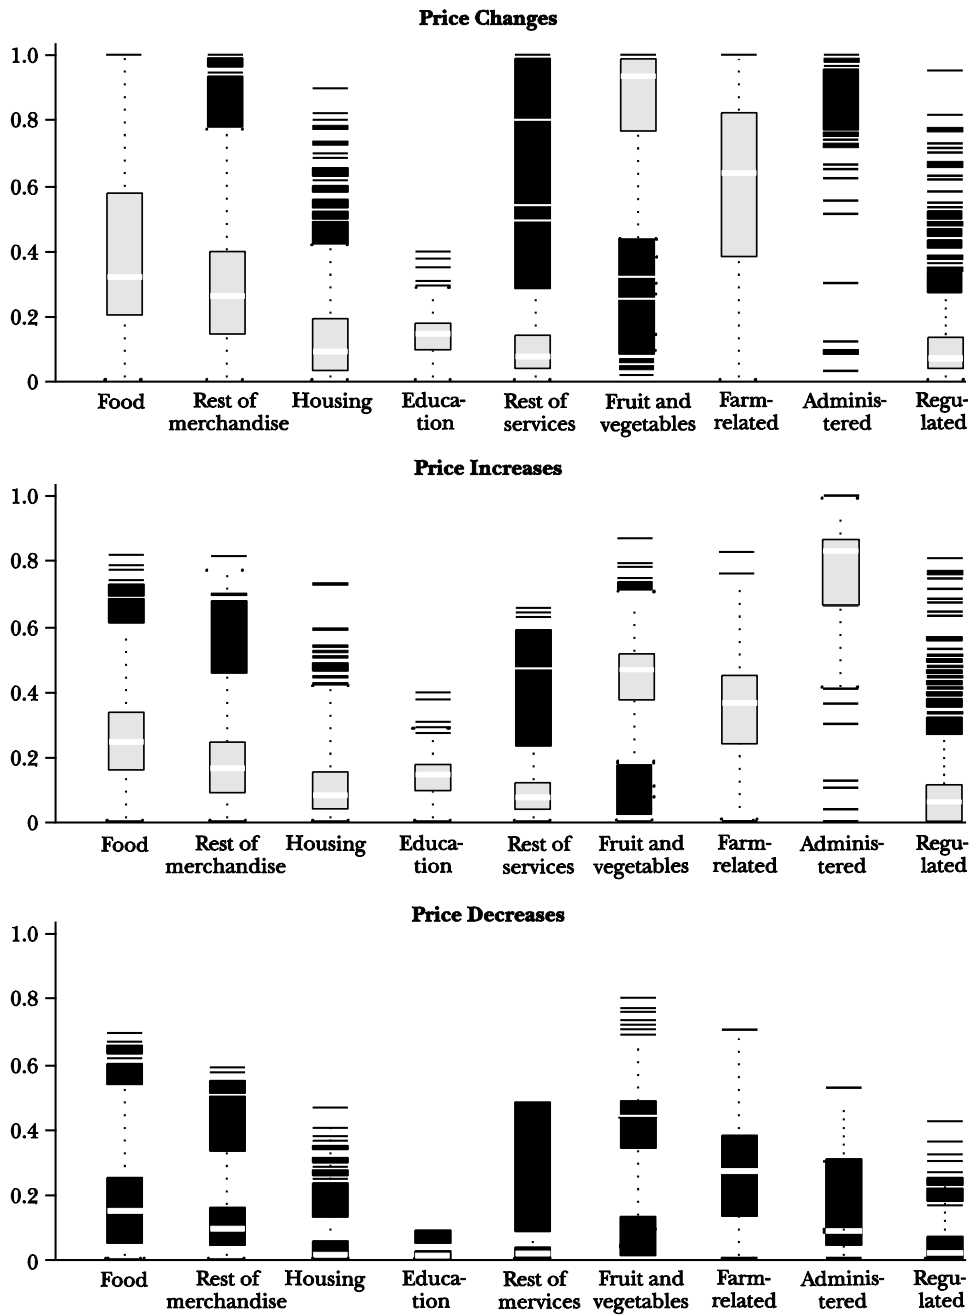 Price Changes
1.0
0.8
0.6
0.4
0.2
0
Food Rest of Housing Educa- Rest of Fruit and Farm- Adminis- Regu-
merchandise tion services vegetables related tered lated
Price Increases
1.0
0.8
0.6
0.4
0.2
0
Food Rest of Housing Educa- Rest of Fruit and Farm- Adminis- Regu-
merchandise tion services vegetables related tered lated
Price Decreases
1.0
0.8
0.6
0.4
0.2
0
Food Rest of Housing Educa- Rest of Fruit and Farm- Adminis- Regu-
merchandise tion mervices vegetables related tered lated